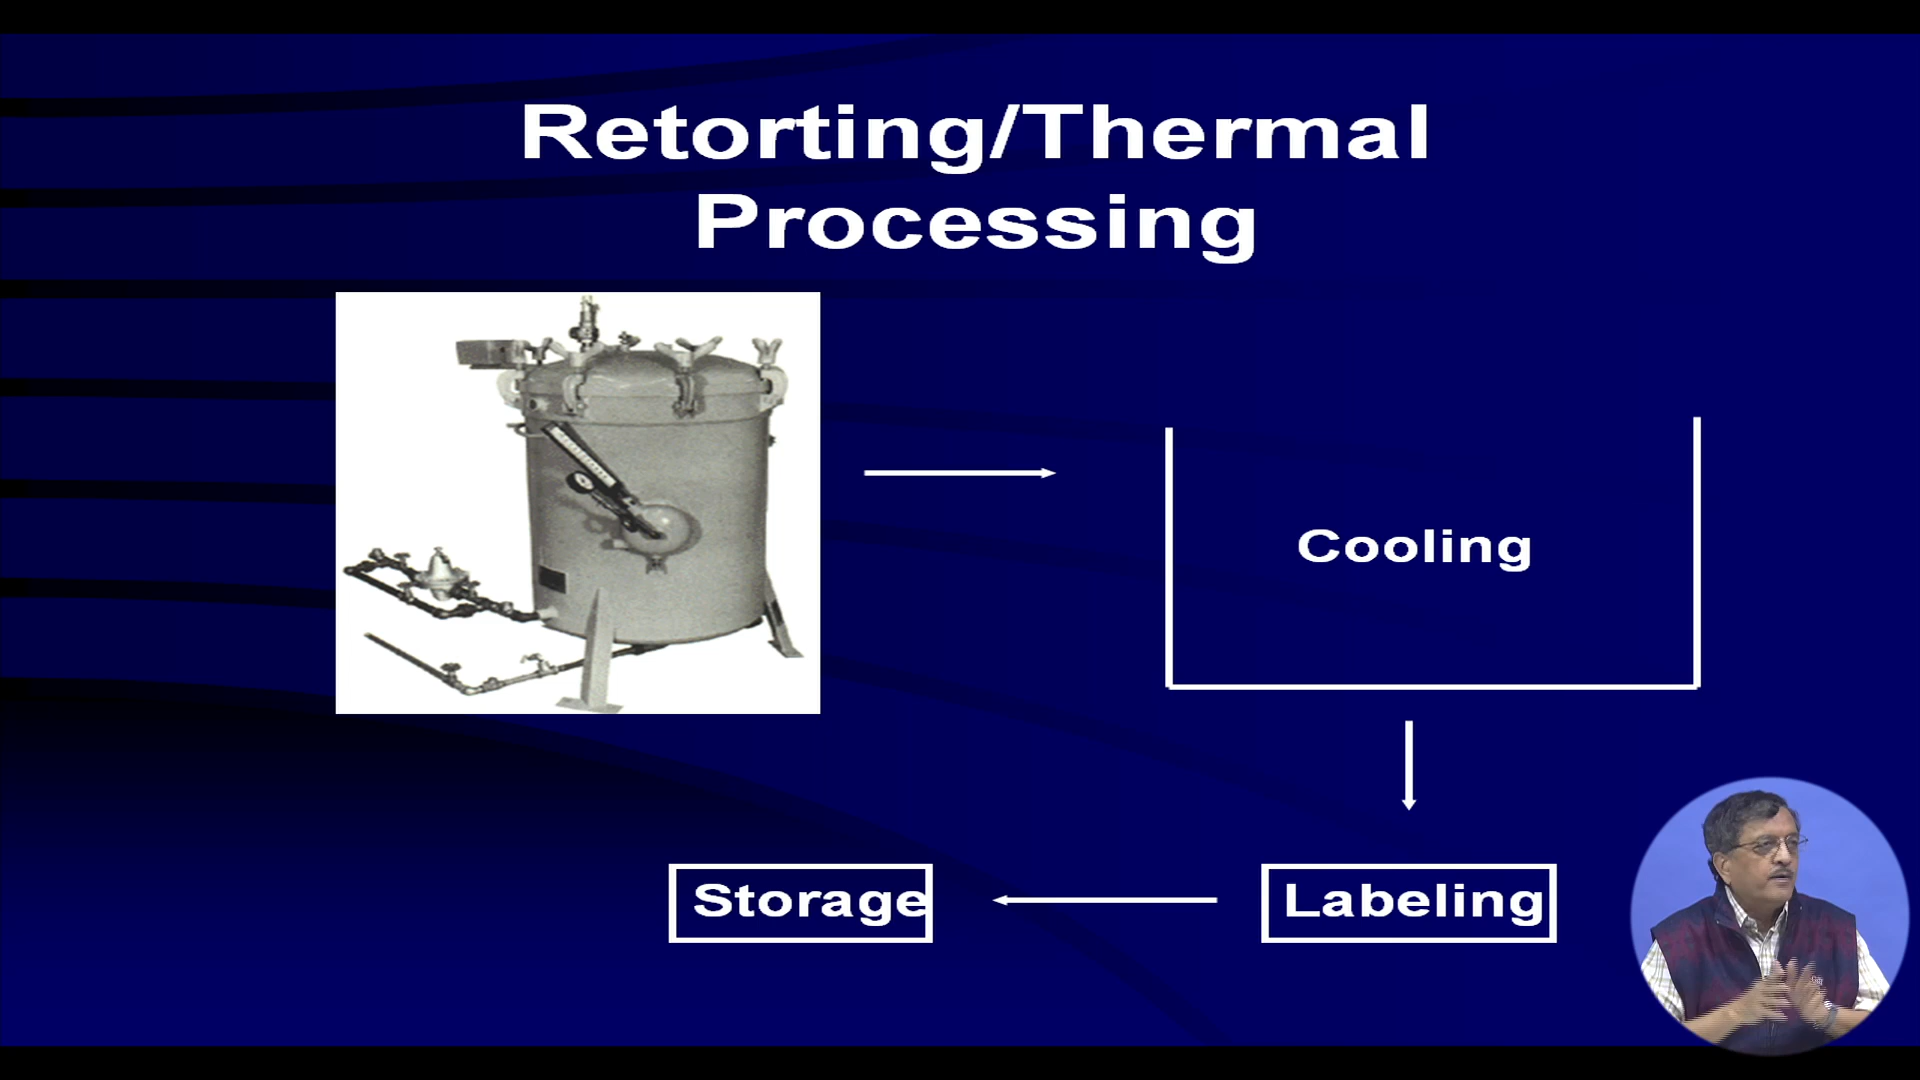 Retorting/Thermal
Processing
Cooling
Storage
Labeling